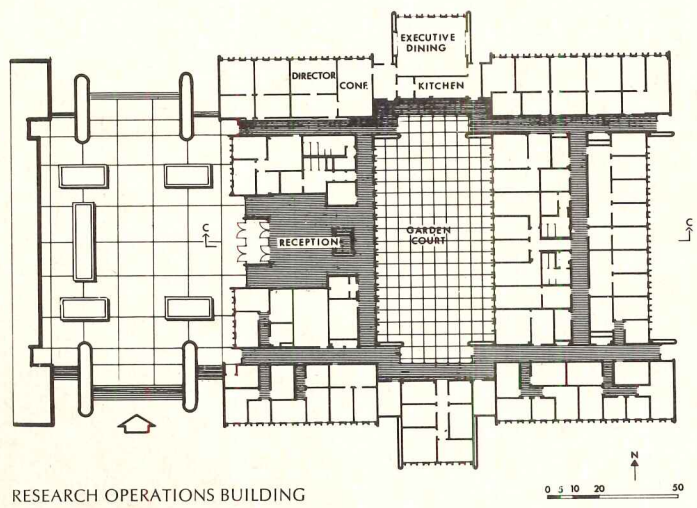 EXECUTIVE
DINING
DIRECTOR
CONF.
KITCHEN
C
C
RECEPTION
GARDEN
COURT
N
RESEARCH OPERATIONS BUILDING
0 5 10 20 50